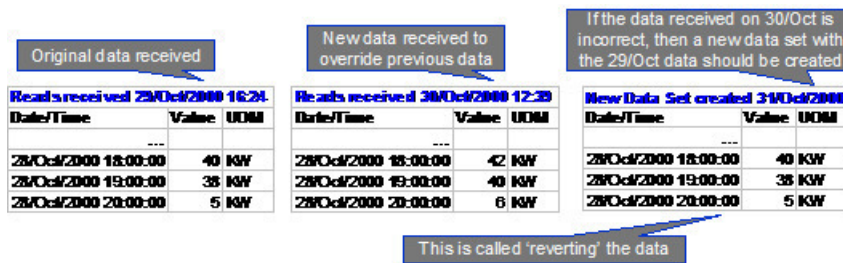 Original data received
New data received to
override previous data
If the data received on 30/Oct is
incorrect, then a new data set with
the 29/Oct data should be created
Reads received 29/Oct/2000 16:24
Date/Time Value UOM
---
28/Oct/2000 18:00:00 40 KW
28/Oct/2000 19:00:00 38 KW
28/Oct/2000 20:00:00 5 KW
Reads received 30/Oct/2000 12:39
Date/Time Value UOM
---
28/Oct/2000 18:00:00 42 KW
28/Oct/2000 19:00:00 40 KW
28/Oct/2000 20:00:00 6 KW
New Data Set created 31/Oct/2000
Date/Time Value UOM
---
28/Oct/2000 18:00:00 40 KW
28/Oct/2000 19:00:00 38 KW
28/Oct/2000 20:00:00 5 KW
This is called 'reverting' the data